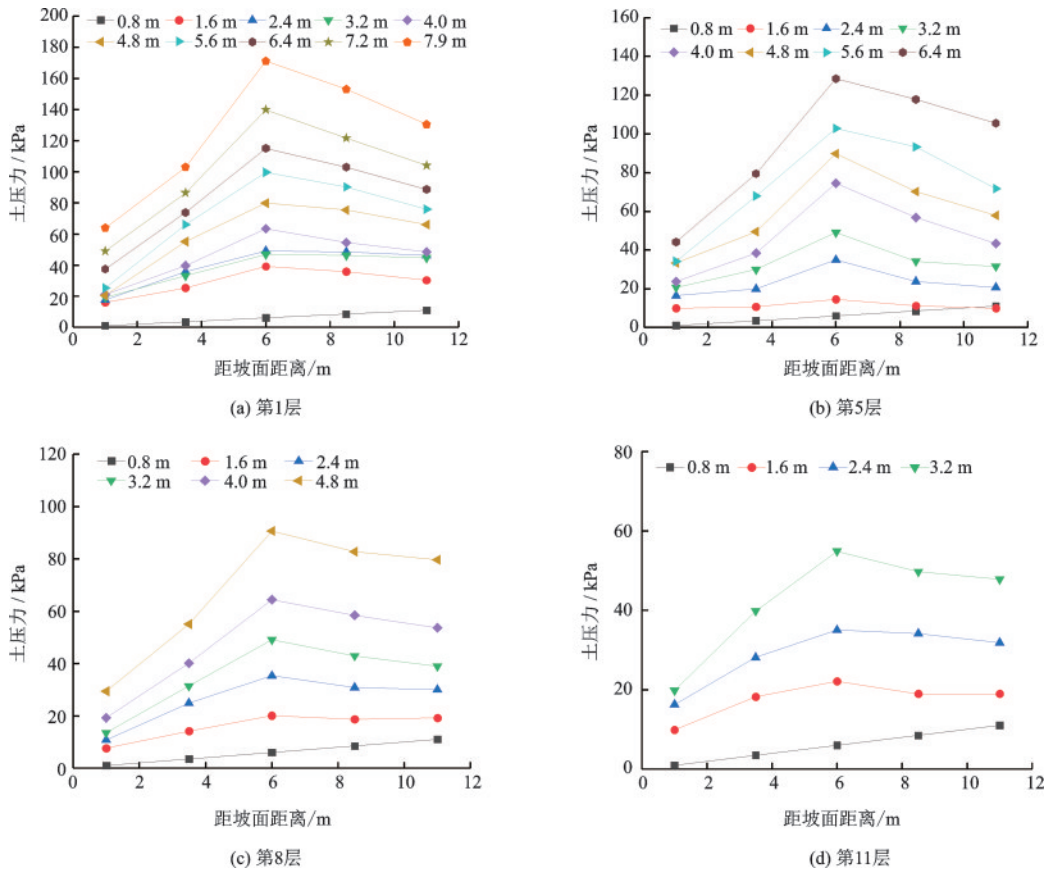 0.8 m 1.6 m 2.4 m 3.2 m 4.0 m
4.8 m 5.6 m 6.4 m 7.2 m 7.9 m
200
180
160
140
120
100
80
60
40
20
0
土压力 / kPa
0 2 4 6 8 10 12
距坡面距离/m
(a) 第1层
0.8 m 1.6 m 2.4 m 3.2 m
4.0 m 4.8 m 5.6 m 6.4 m
160
140
120
100
80
60
40
20
0
土压力 / kPa
0 2 4 6 8 10 12
距坡面距离/m
(b) 第5层
0.8 m 1.6 m 2.4 m
3.2 m 4.0 m 4.8 m
120
100
80
60
40
20
0
土压力 / kPa
0 2 4 6 8 10 12
距坡面距离/m
(c) 第8层
0.8 m 1.6 m 2.4 m 3.2 m
80
60
40
20
0
土压力 / kPa
0 2 4 6 8 10 12
距坡面距离/m
(d) 第11层